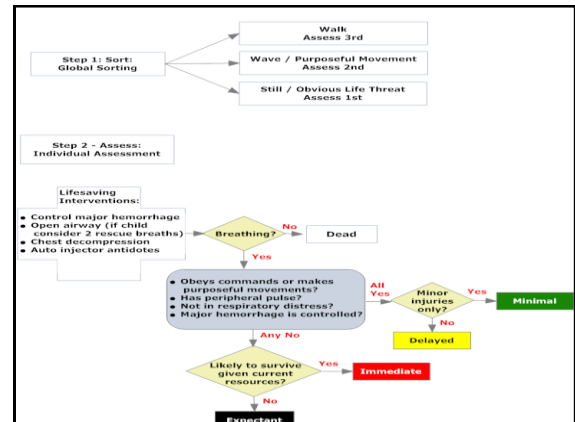 Walk
Assess 3rd
Step 1: Sort:
Global Sorting
Wave / Purposeful Movement
Assess 2nd
Still / Obvious Life Threat
Assess 1st
Step 2 - Assess:
Individual Assessment
Lifesaving
Interventions:
• Control major hemorrhage
• Open airway (if child
consider 2 rescue breaths)
• Chest decompression
• Auto injector antidotes
Breathing?
No
Dead
Yes
• Obeys commands or makes
purposeful movements?
• Has peripheral pulse?
• Not in respiratory distress?
• Major hemorrhage is controlled?
All
Yes
Minor
injuries
only?
Yes
Minimal
No
Delayed
Any No
Likely to survive
given current
resources?
Yes
Immediate
No
Expectant